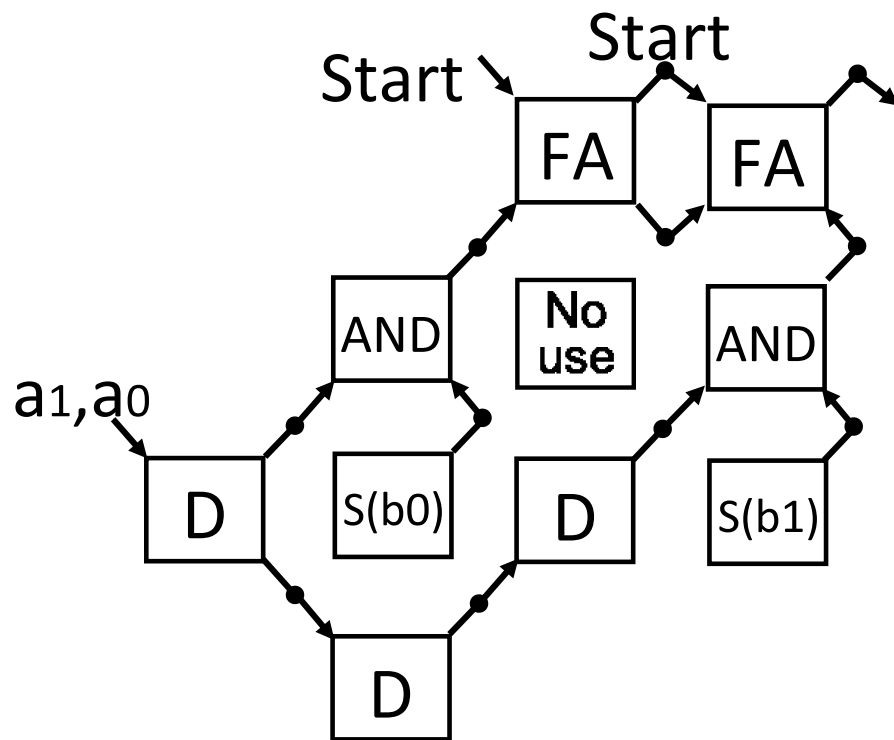 Start
Start
FA
FA
AND
No
use
AND
a1,a0
D
S(b0)
D
S(b1)
D